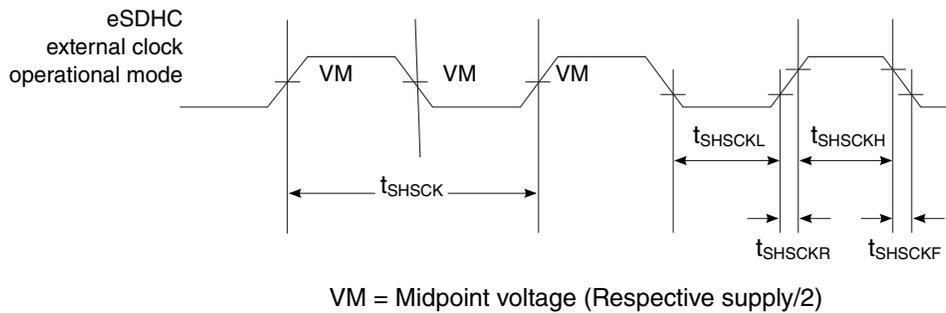 eSDHC
external clock
operational mode
VM
VM
VM
tSHSCKL
tSHSCKH
tSHSCK
tSHSCKR
tSHSCKF
VM = Midpoint voltage (Respective supply/2)